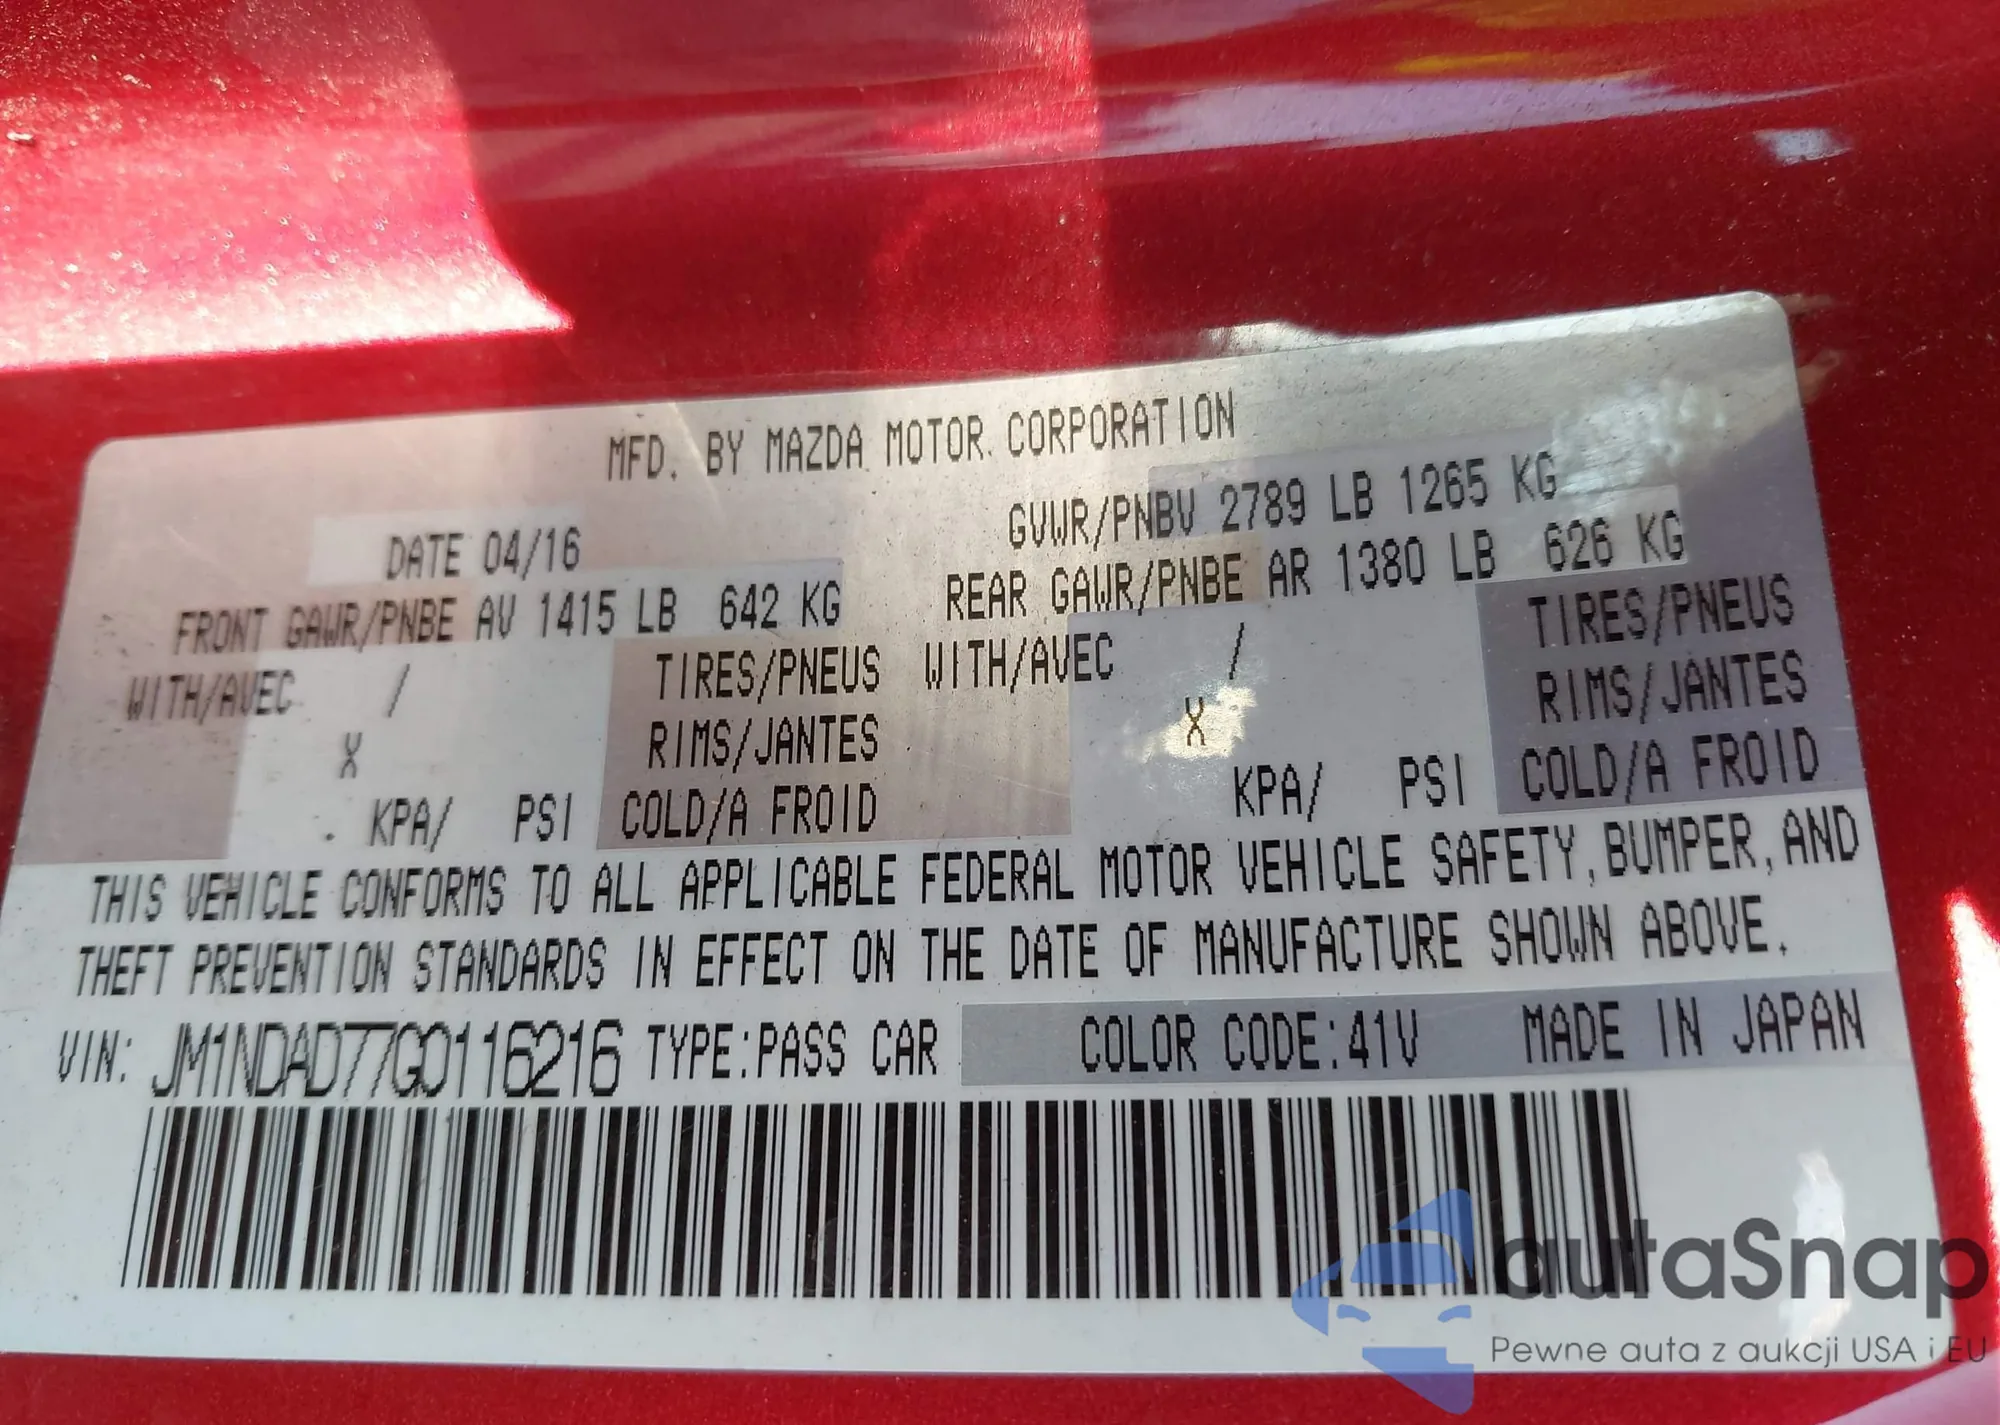 MFD. BY MAZDA MOTOR CORPORATION
DATE 04/16 GVWR/PNBV 2789 LB 1265 KG
FRONT GAWR/PNBE AV 1415 LB 642 KG REAR GAWR/PNBE AR 1380 LB 626 KG
WITH/AVEC / TIRES/PNEUS WITH/AVEC / TIRES/PNEUS
X RIMS/JANTES X RIMS/JANTES
KPA/ PSI COLD/A FROID KPA/ PSI COLD/A FROID
THIS VEHICLE CONFORMS TO ALL APPLICABLE FEDERAL MOTOR VEHICLE SAFETY, BUMPER, AND
THEFT PREVENTION STANDARDS IN EFFECT ON THE DATE OF MANUFACTURE SHOWN ABOVE.
VIN: JM1NDAD77G0116216 TYPE:PASS CAR COLOR CODE:41V MADE IN JAPAN
autaSnap
Pewne auta z aukcji USA i EU